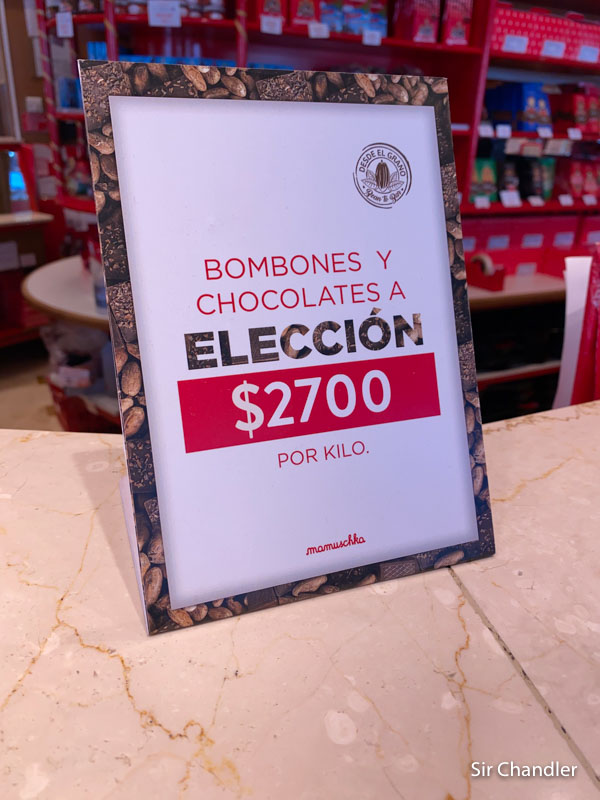 DESDE EL GRANO
Bean To Bar
BOMBONES Y
CHOCOLATES A
ELECCIÓN
$2700
POR KILO.
mamuschka
Sir Chandler